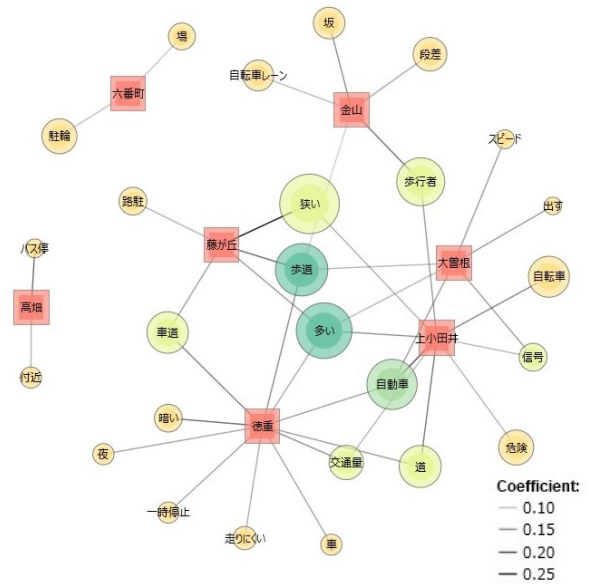 坂
場
段差
自転車レーン
六番町
金山
駐輪
スピード
歩行者
路駐
狭い
出す
藤が丘
バス停
大曽根
歩道
自転車
高畑
多い
車道
上小田井
信号
付近
自動車
暗い
徳重
危険
夜
交通量
道
一時停止
走りにくい
車
Coefficient:
0.10
0.15
0.20
0.25